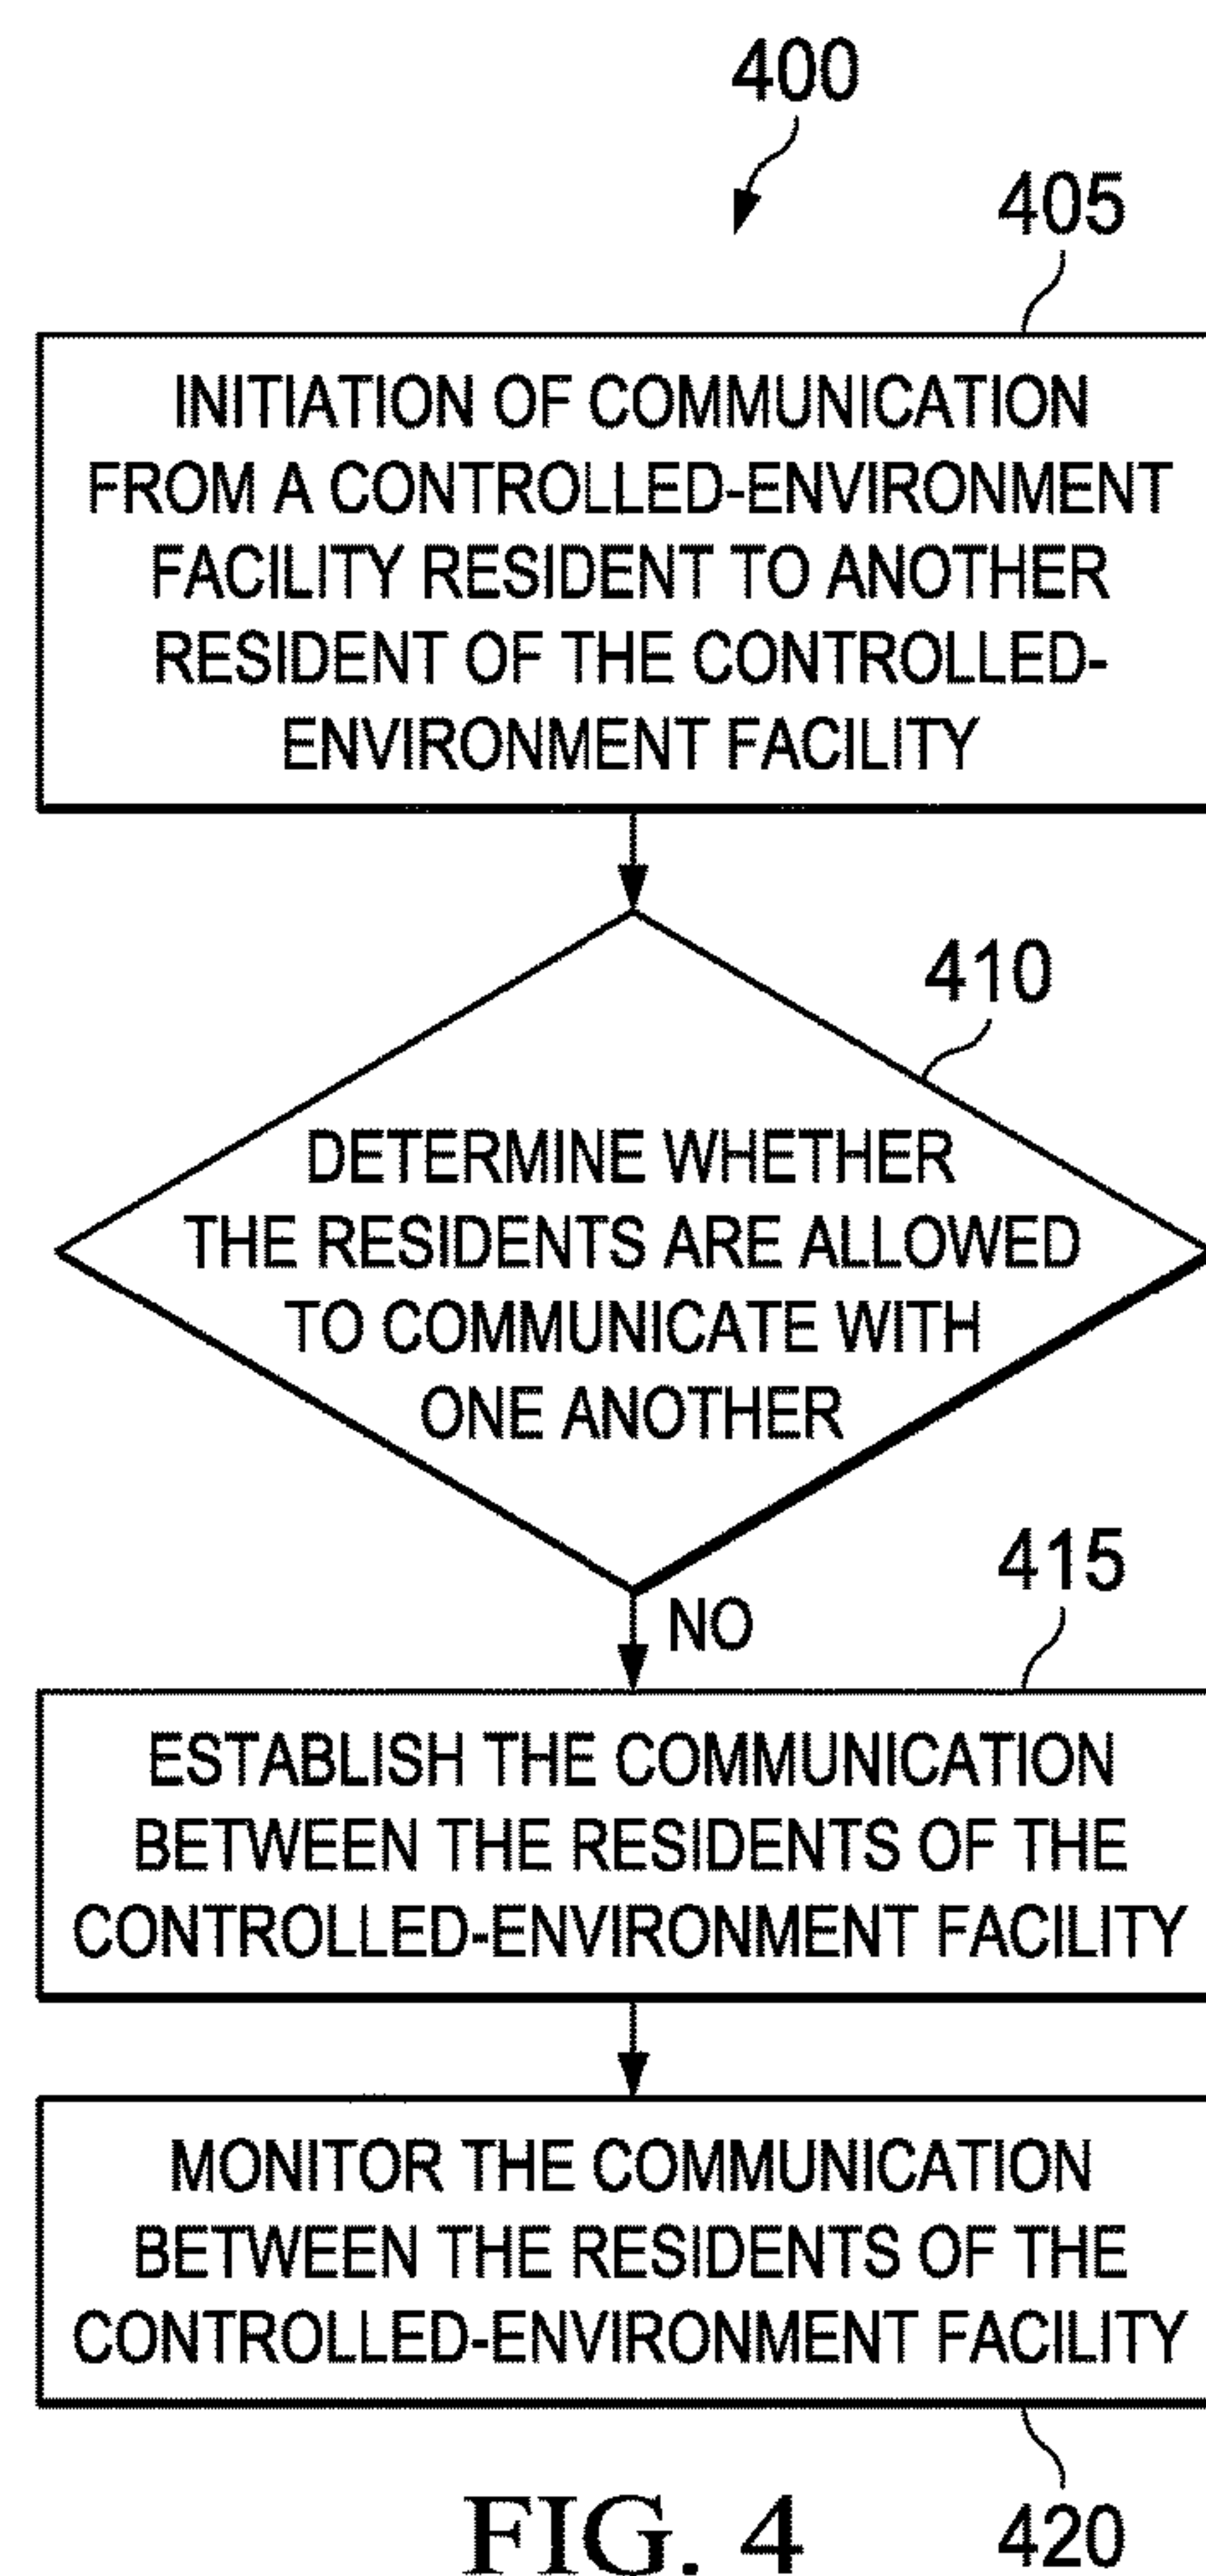 400
405
INITIATION OF COMMUNICATION
FROM A CONTROLLED-ENVIRONMENT
FACILITY RESIDENT TO ANOTHER
RESIDENT OF THE CONTROLLED-
ENVIRONMENT FACILITY
410
DETERMINE WHETHER
THE RESIDENTS ARE ALLOWED
TO COMMUNICATE WITH
ONE ANOTHER
NO
415
ESTABLISH THE COMMUNICATION
BETWEEN THE RESIDENTS OF THE
CONTROLLED-ENVIRONMENT FACILITY
MONITOR THE COMMUNICATION
BETWEEN THE RESIDENTS OF THE
CONTROLLED-ENVIRONMENT FACILITY
420
FIG. 4